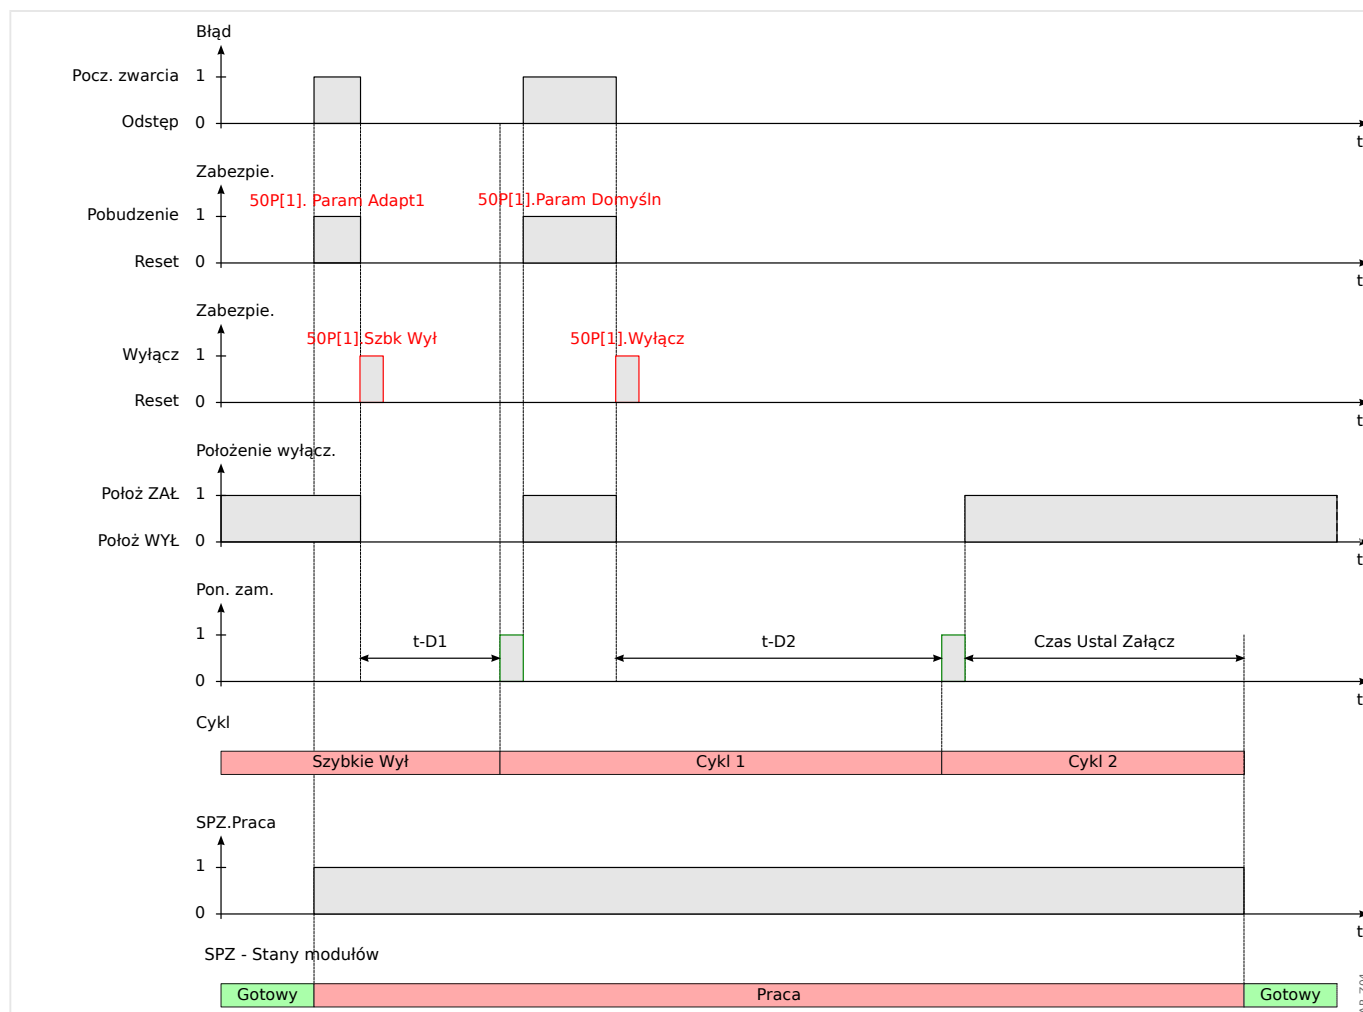 Błąd
Pocz. zwarcia 1
Odstęp 0
t
Zabezpie.
50P[1]. Param Adapt1 50P[1].Param Domyśln
Pobudzenie 1
Reset 0
t
Zabezpie.
50P[1].Szbk Wył 50P[1].Wyłącz
Wyłącz 1
Reset 0
t
Położenie wyłącz.
Położ ZAŁ 1
Położ WYŁ 0
t
Pon. zam.
1 t-D1 t-D2 Czas Ustal Załącz
0
t
Cykl
Szybkie Wył Cykl 1 Cykl 2
SPZ.Praca
1
0
t
SPZ - Stany modułów
Gotowy Praca Gotowy